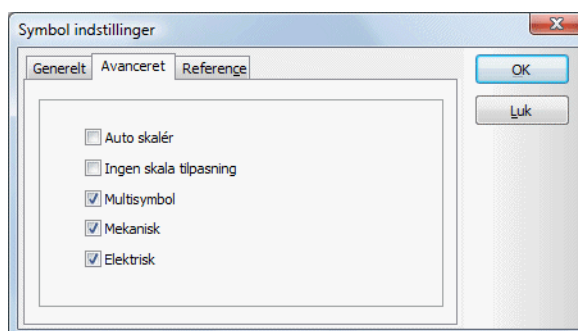 Symbol indstillinger
Generelt Avanceret Reference
OK
Luk
Auto skalér
Ingen skala tilpasning
Multisymbol
Mekanisk
Elektrisk